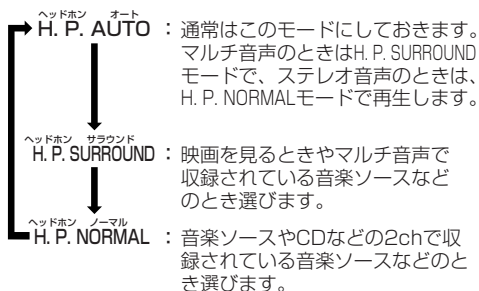 ヘッドホン オート
H. P. AUTO : 通常はこのモードにしておきます。
マルチ音声のときはH. P. SURROUND
モードで、ステレオ音声のときは、
H. P. NORMALモードで再生します。
ヘッドホン サラウンド
H. P. SURROUND : 映画を見るときやマルチ音声で
収録されている音楽ソースなど
のとき選びます。
ヘッドホン ノーマル
H. P. NORMAL : 音楽ソースやCDなどの2chで収
録されている音楽ソースなどのと
き選びます。